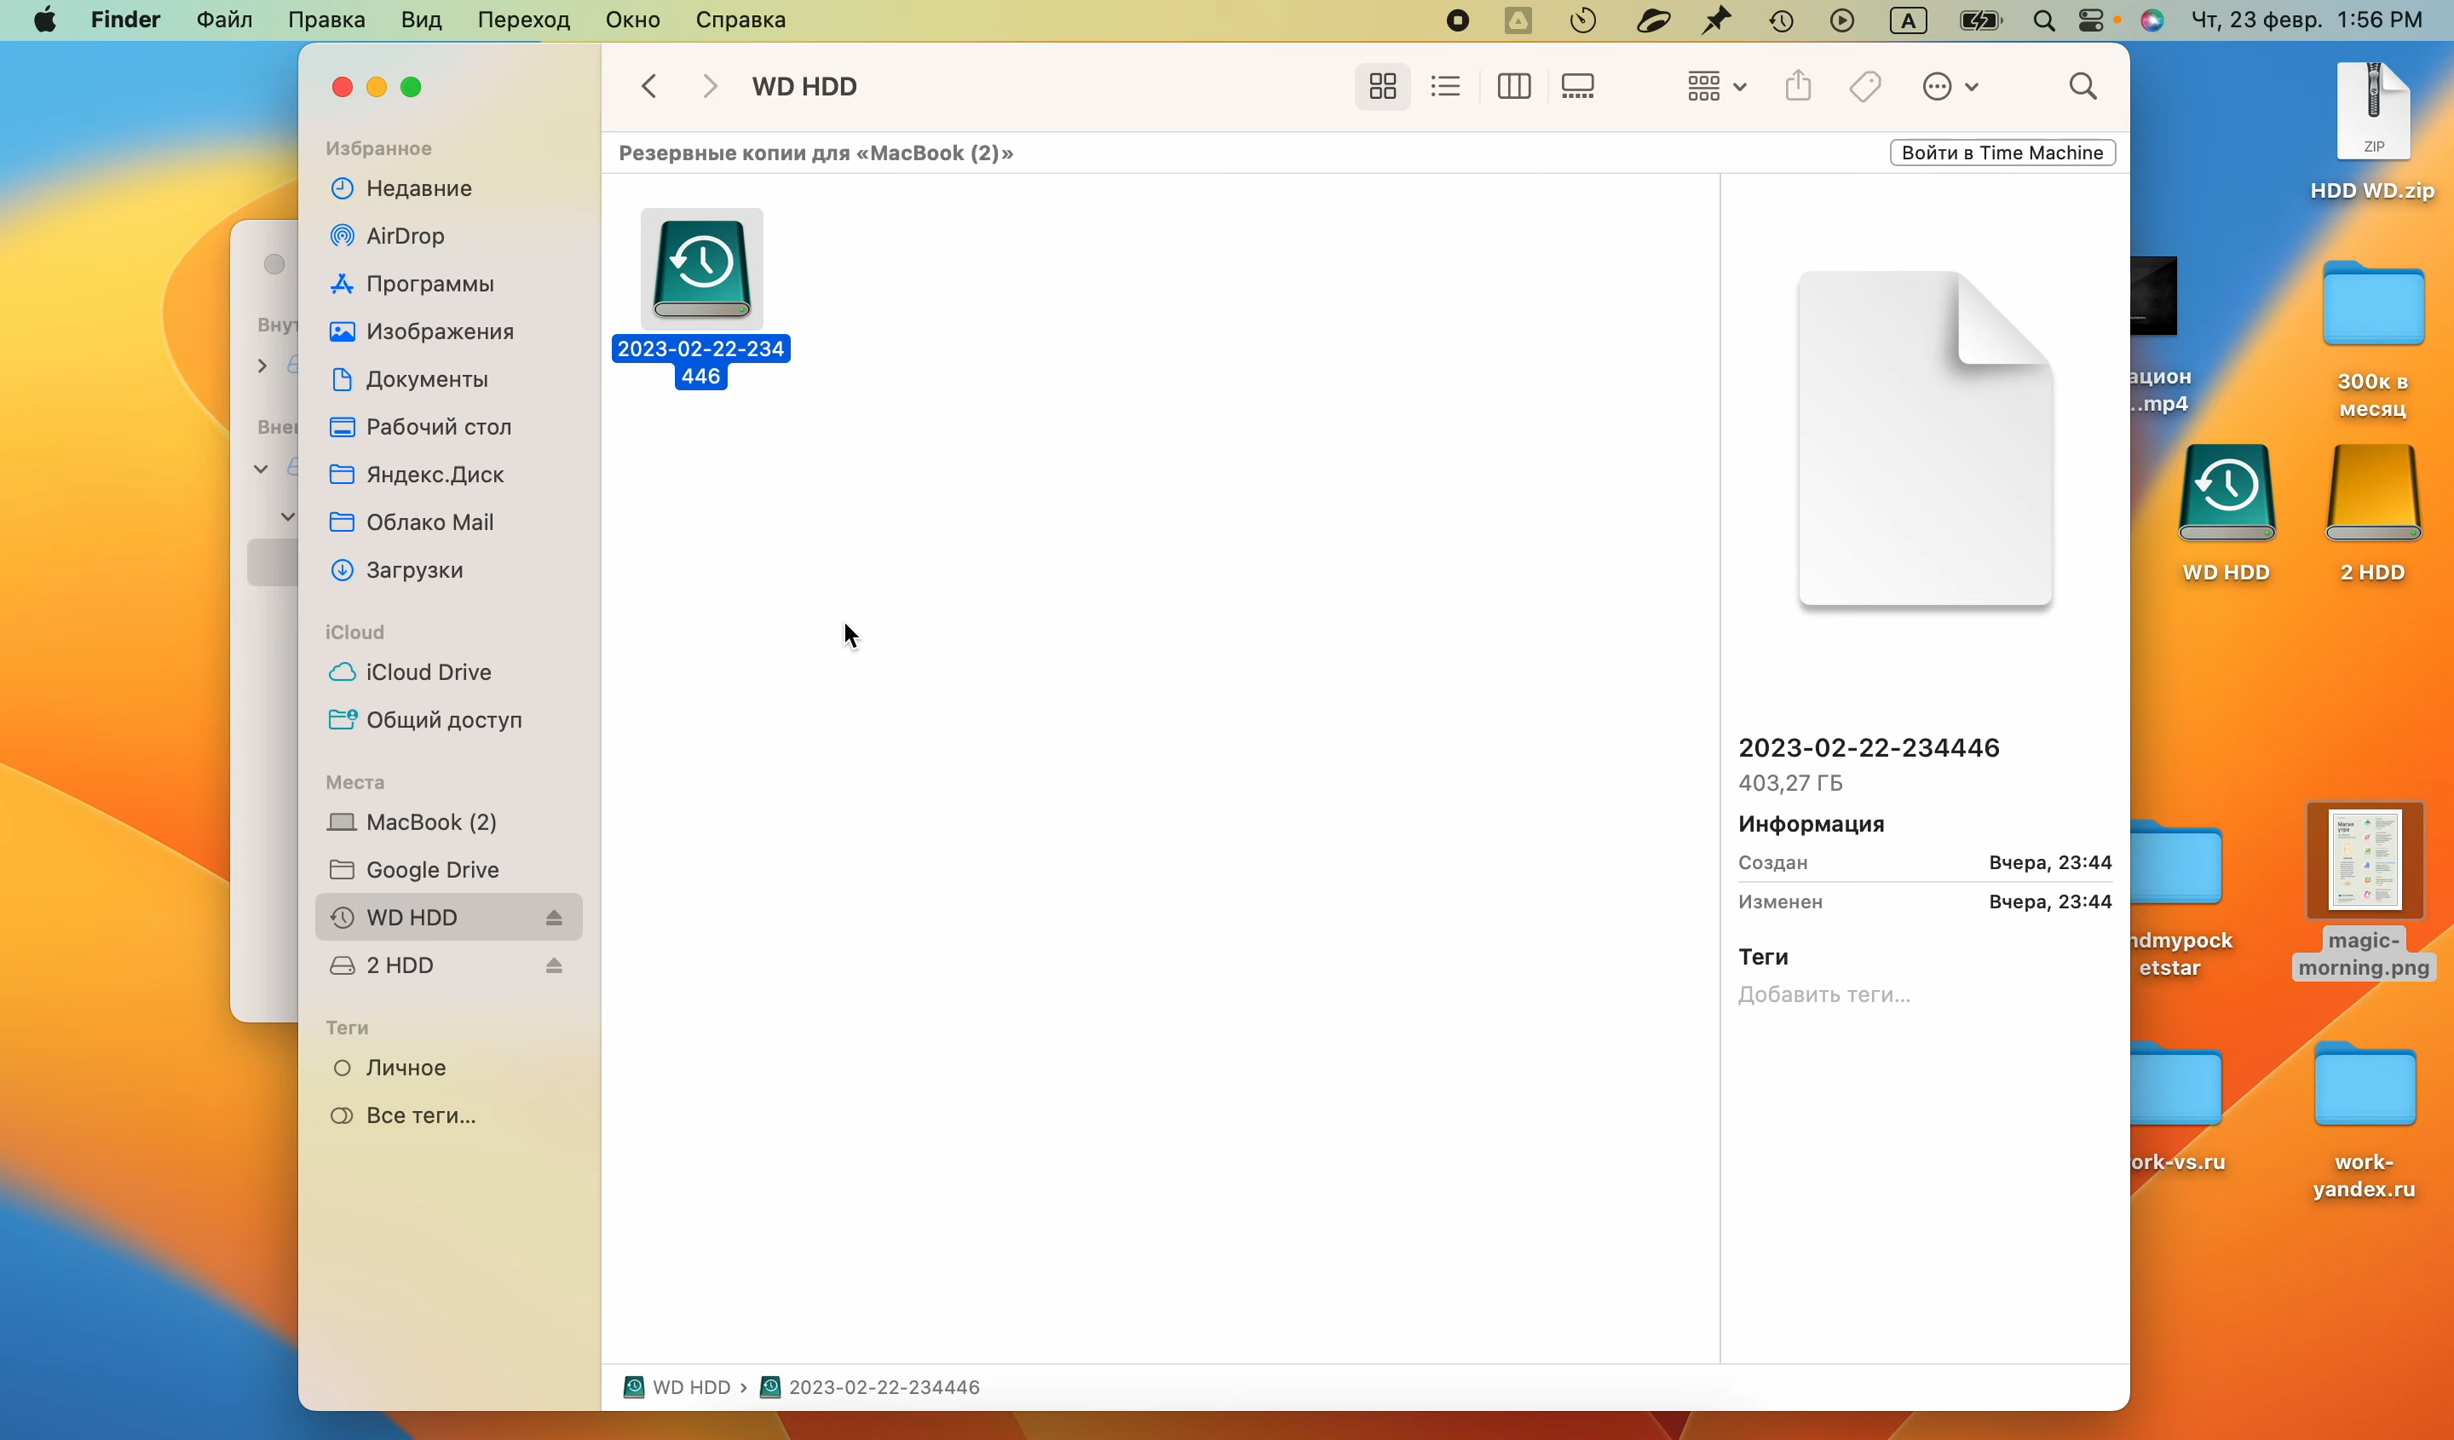 Finder Файл Правка Вид Переход Окно Справка A Чт, 23 февр. 1:56 PM
WD HDD
Резервные копии для «MacBook (2)» Войти в Time Machine
Избранное
Недавние
AirDrop
Программы
Изображения
Документы
Рабочий стол
Яндекс.Диск
Облако Mail
Загрузки
iCloud
iCloud Drive
Общий доступ
Места
MacBook (2)
Google Drive
WD HDD
2 HDD
Теги
Личное
Все теги...
2023-02-22-234
446
2023-02-22-234446
403,27 ГБ
Информация
Создан Вчера, 23:44
Изменен Вчера, 23:44
Теги
Добавить теги...
WD HDD › 2023-02-22-234446
ZIP
HDD WD.zip
300к в
месяц
...mp4
WD HDD
2 HDD
magic-
morning.png
etstar
work-
yandex.ru